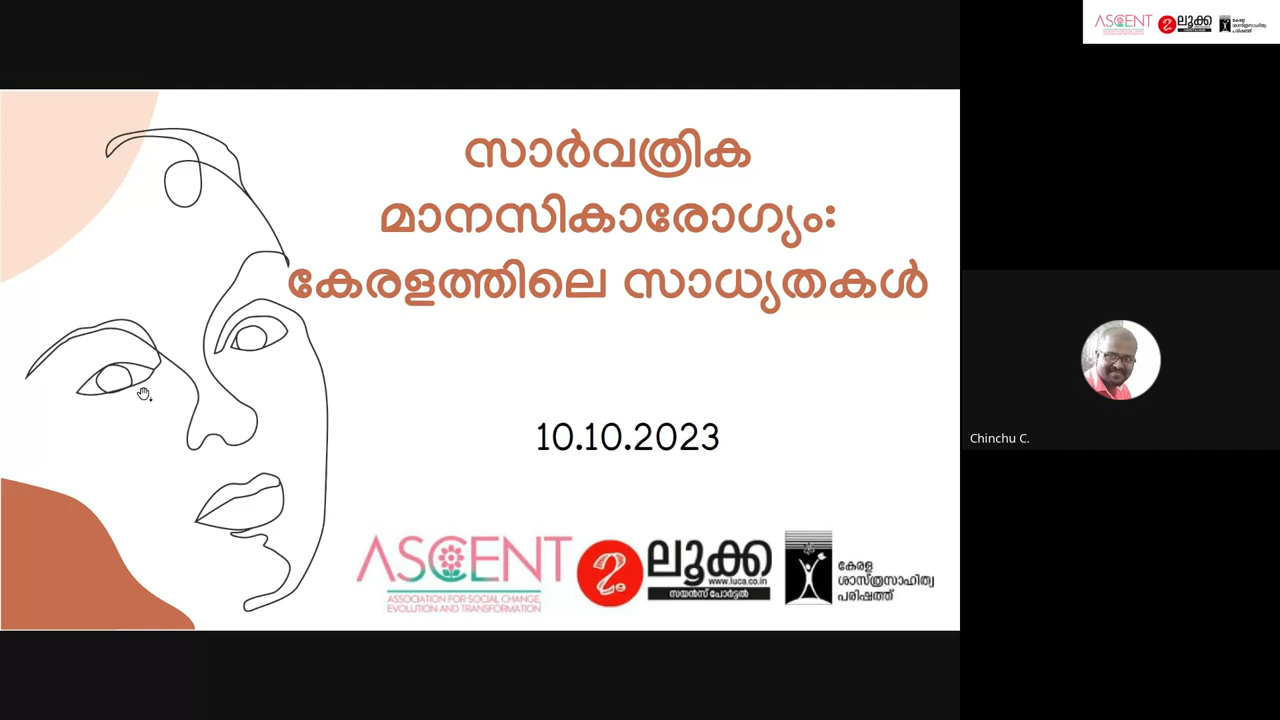 സാർവത്രിക
മാനസികാരോഗ്യം:
കേരളത്തിലെ സാധ്യതകൾ
10.10.2023
ASCENT
ASSOCIATION FOR SOCIAL CHANGE,
EVOLUTION AND TRANSFORMATION
ലൂക്ക
www.luca.co.in
സയൻസ് പോർട്ടൽ
കേരള
ശാസ്ത്രസാഹിത്യ
പരിഷത്ത്
ASCENT
ലൂക്ക
കേരള
ശാസ്ത്രസാഹിത്യ
പരിഷത്ത്
Chinchu C.